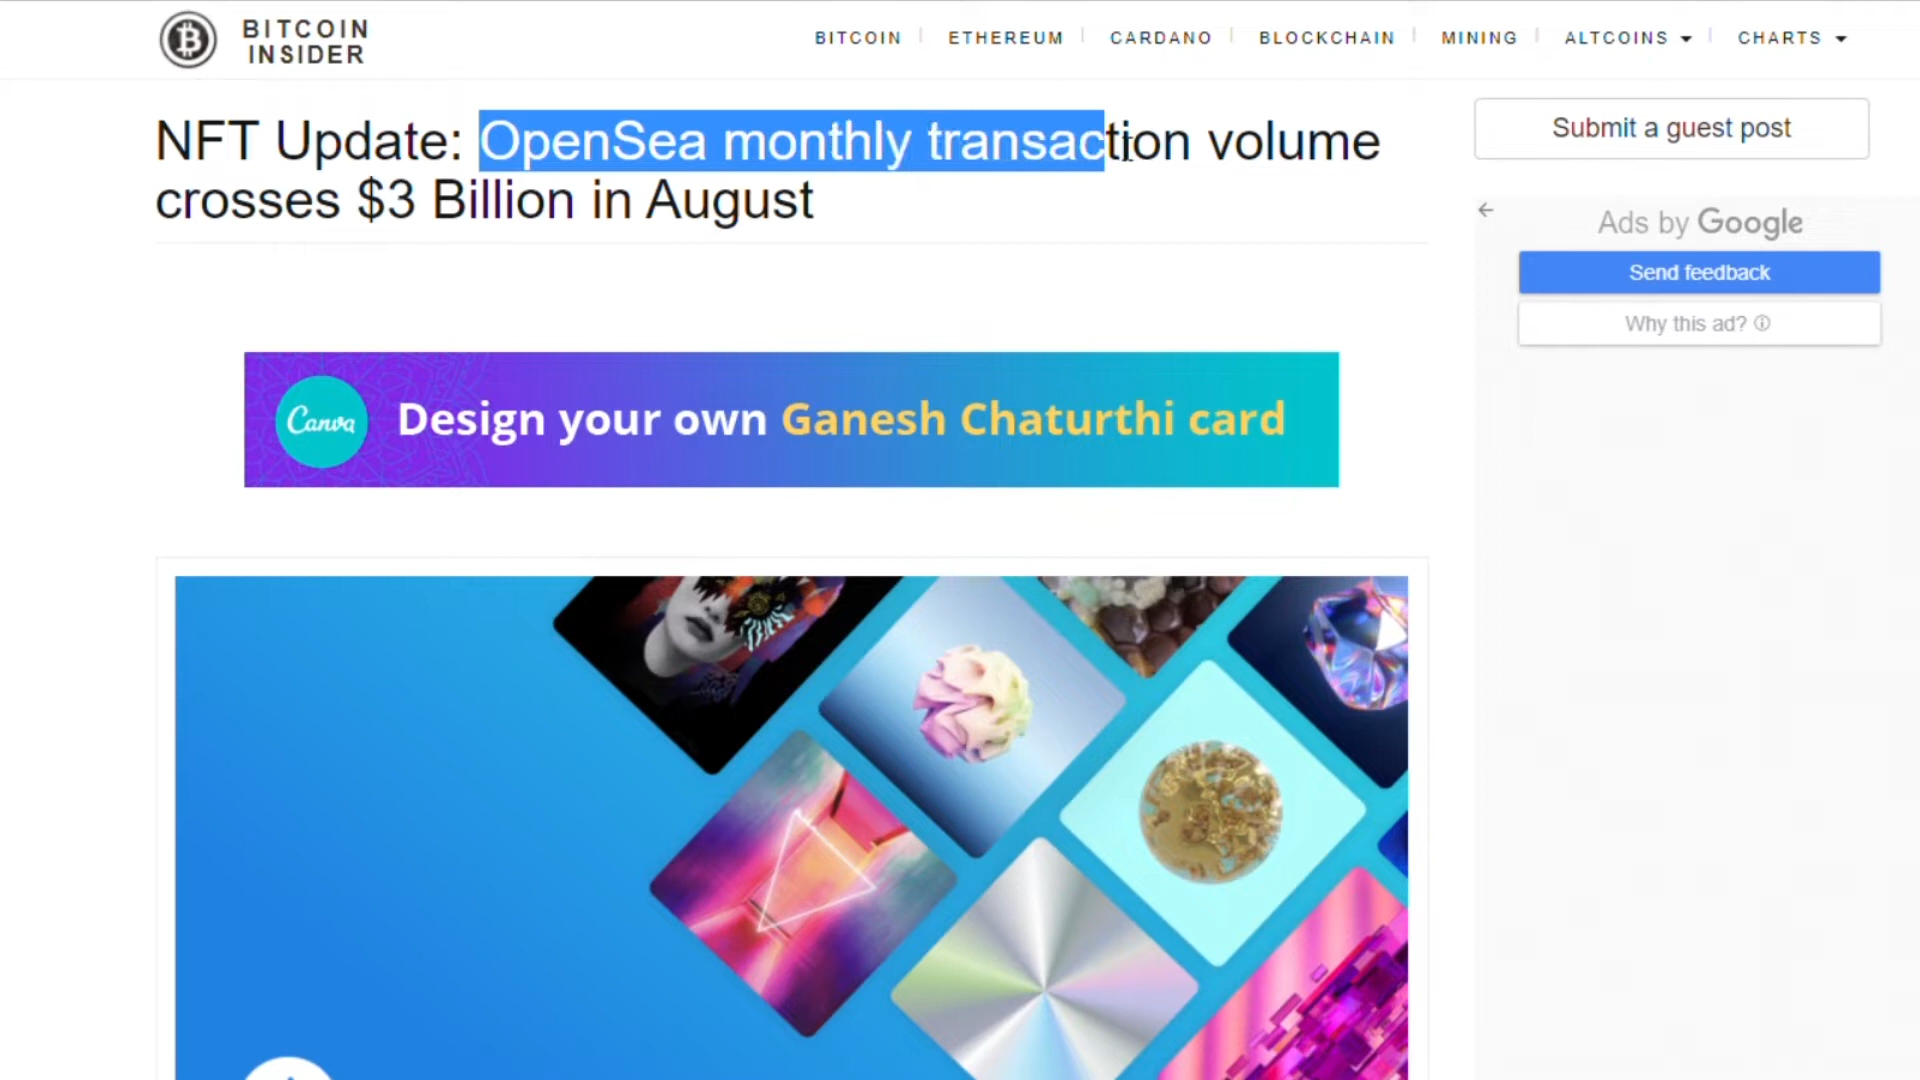 BITCOIN
INSIDER
BITCOIN ETHEREUM CARDANO BLOCKCHAIN MINING ALTCOINS CHARTS
NFT Update: OpenSea monthly transaction volume
crosses $3 Billion in August
Submit a guest post
Ads by Google
Send feedback
Why this ad?
Canva Design your own Ganesh Chaturthi card